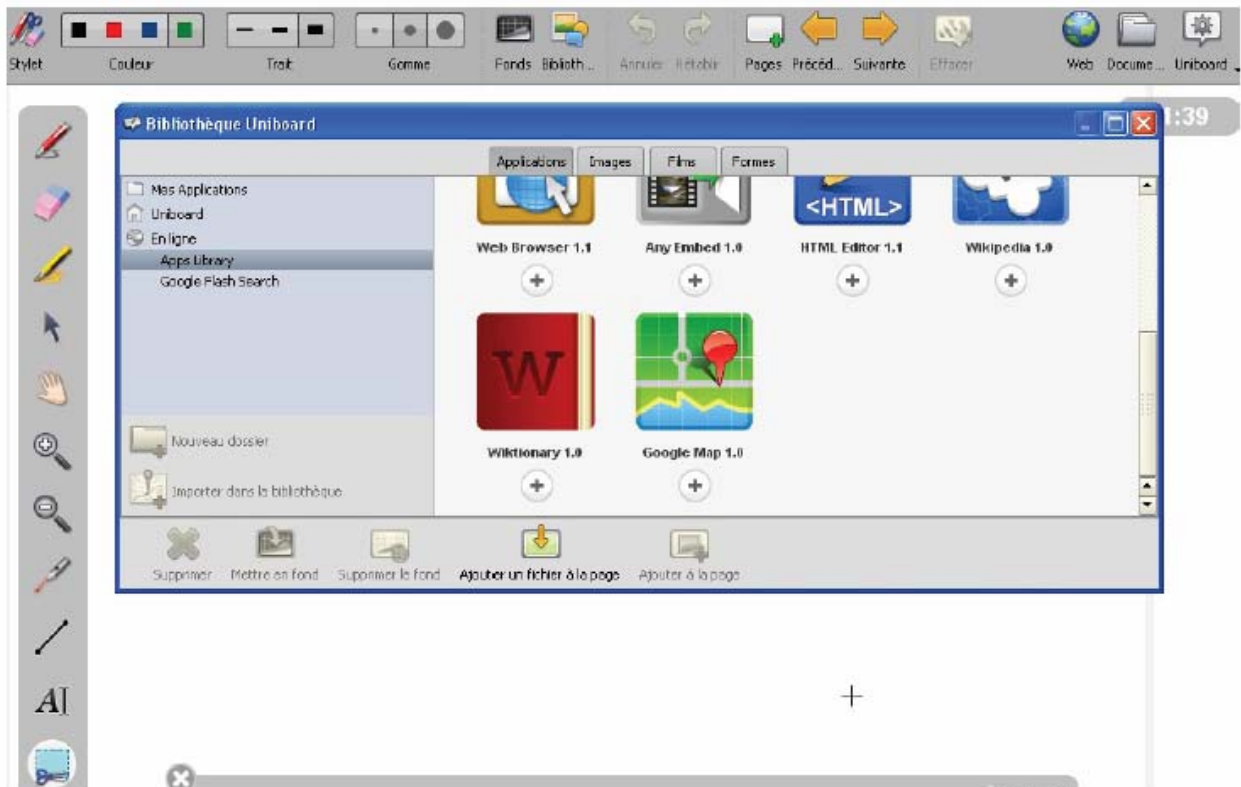 Stylet Couleur Trait Gomme Fonds Biblioth... Annuler Rétablir Pages Précéd... Suivante Effacer Web Docume... Uniboard
1:39
Bibliothèque Uniboard
Applications Images Films Formes
Mes Applications
Uniboard
En ligne
Apps Library
Google Flash Search
Nouveau dossier
Importer dans la bibliothèque
<HTML>
Web Browser 1.1 Any Embed 1.0 HTML Editor 1.1 Wikipedia 1.0
W
Wiktionary 1.0 Google Map 1.0
Supprimer Mettre en fond Supprimer le fond Ajouter un fichier à la page Ajouter à la page
A